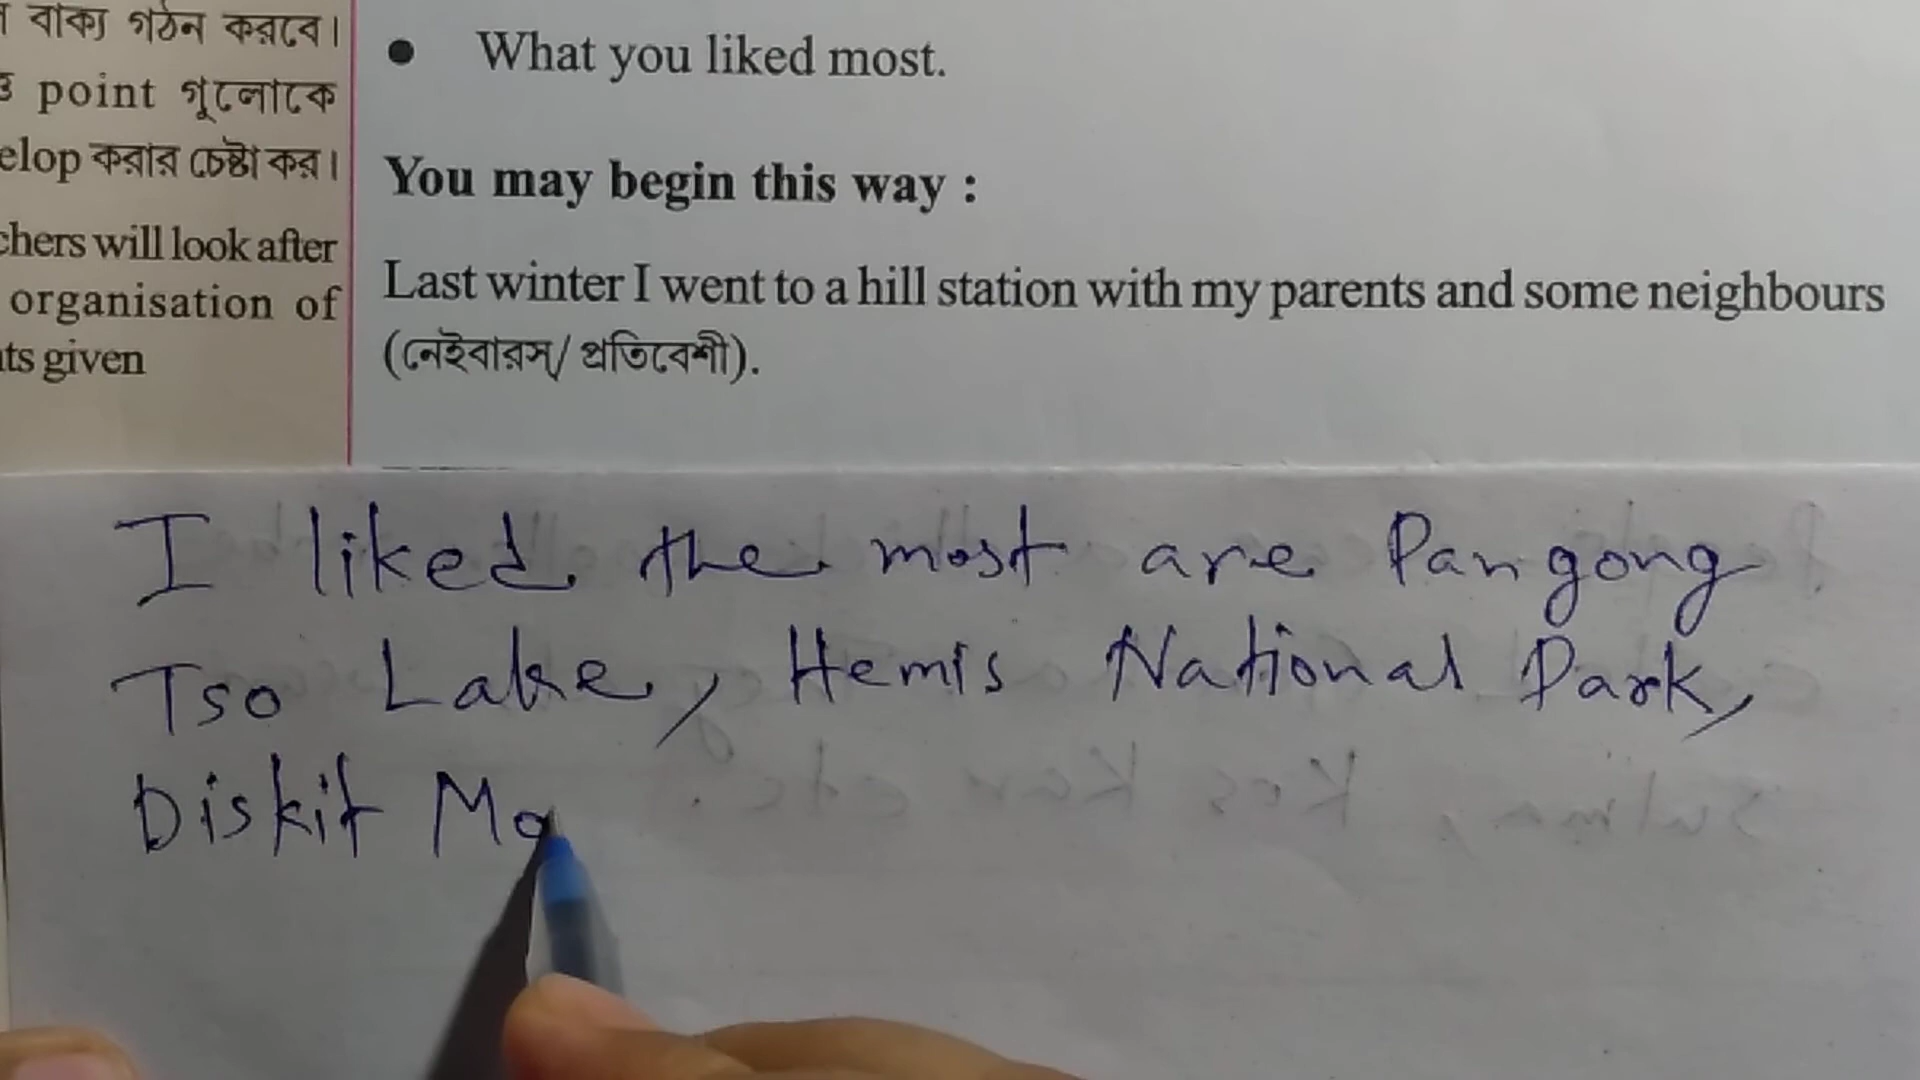 বাক্য গঠন করবে।
point গুলোকে
elop করার চেষ্টা কর।
chers will look after
organisation of
nts given
● What you liked most.
You may begin this way :
Last winter I went to a hill station with my parents and some neighbours
(নেইবারস্/ প্রতিবেশী).
I liked the most are Pangong
Tso Lake, Hemis National Park,
Diskit Mo